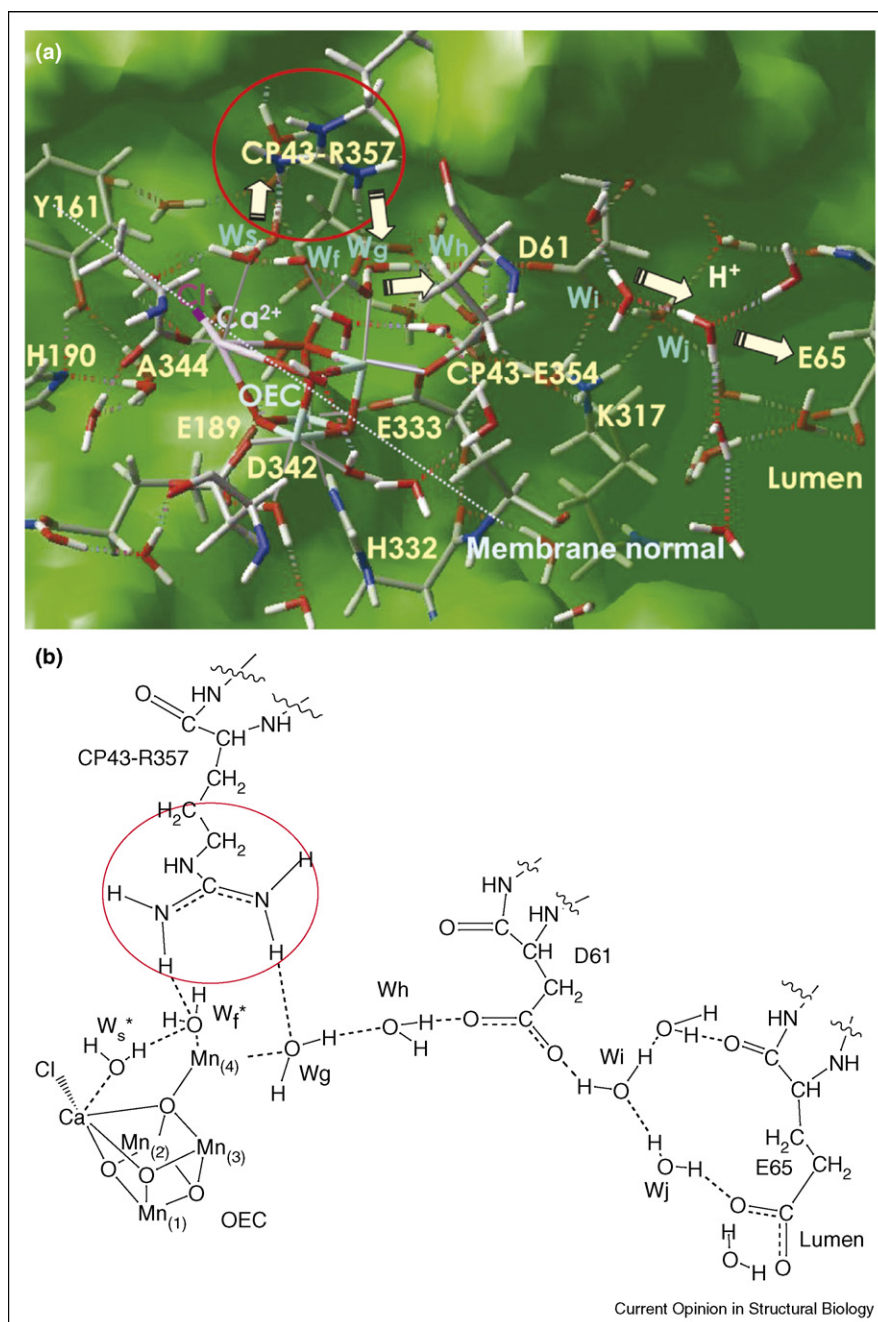 (a)
CP43-R357
Y161
Ws
Wf
Wg
Wh
D61
H+
Cl
Ca2+
Wi
H190
A344
Wj
E65
OEC
CP43-E354
K317
E189
E333
D342
Lumen
H332
Membrane normal
(b)
O
HN
C
CH
NH
CP43-R357
CH2
H2C
CH2
HN
H
H
C
H
N
N
H
H
H
Ws*
H
O
Wf*
H
H
O
Mn(4)
O
H
Wg
Wh
O
H
H
HN
O
C
HN
CH
D61
CH2
O
C
O
Wi
H
H
O
O
H
H
HN
O
C
HN
CH
H2C
CH2
E65
H
O
H
Wj
O
C
O
H
O
H
Lumen
Cl
Ca
O
Mn(2)
Mn(3)
O
O
O
Mn(1)
OEC
Current Opinion in Structural Biology